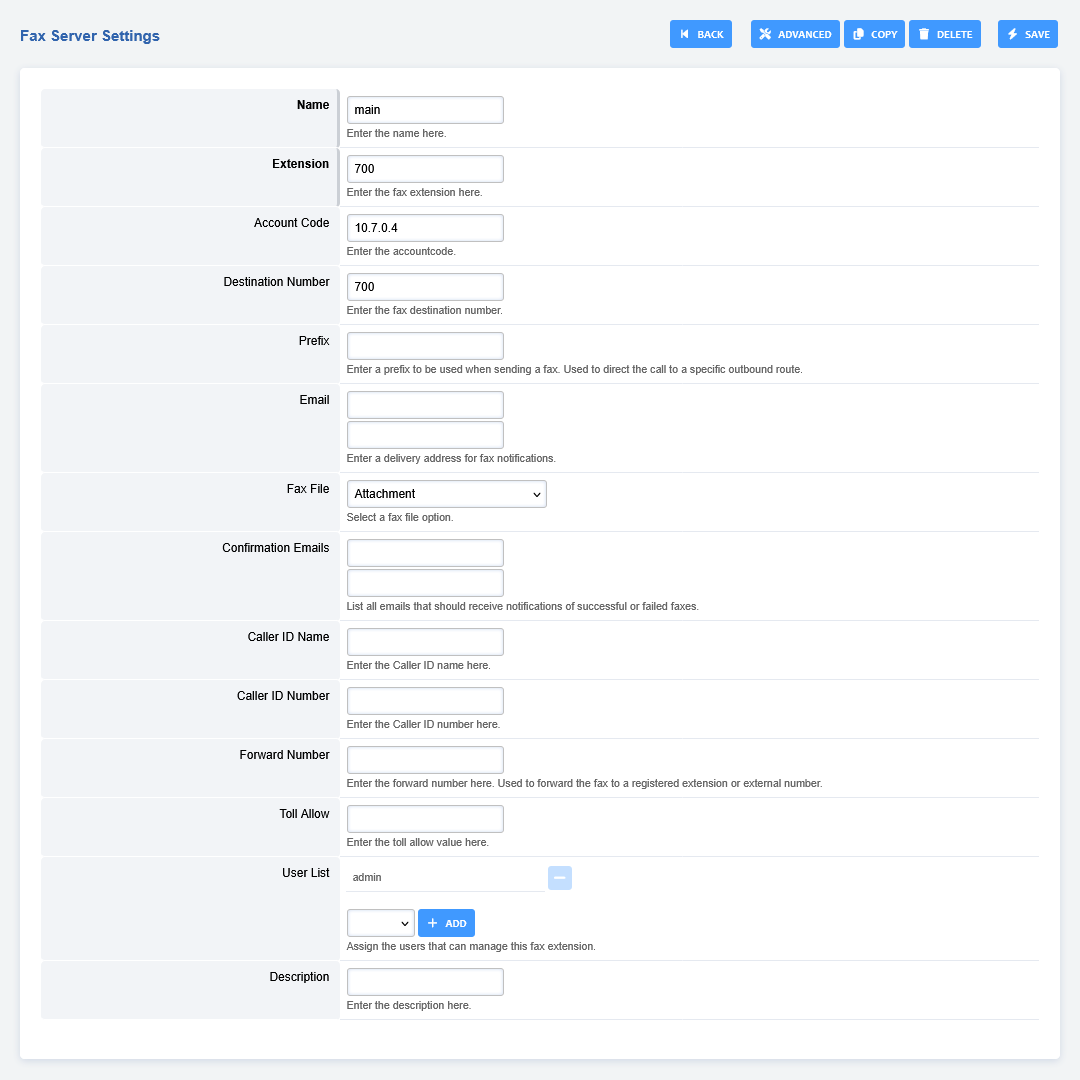 Fax Server Settings
BACK
ADVANCED
COPY
DELETE
SAVE
Name
main
Enter the name here.
Extension
700
Enter the fax extension here.
Account Code
10.7.0.4
Enter the accountcode.
Destination Number
700
Enter the fax destination number.
Prefix
Enter a prefix to be used when sending a fax. Used to direct the call to a specific outbound route.
Email
Enter a delivery address for fax notifications.
Fax File
Attachment
Select a fax file option.
Confirmation Emails
List all emails that should receive notifications of successful or failed faxes.
Caller ID Name
Enter the Caller ID name here.
Caller ID Number
Enter the Caller ID number here.
Forward Number
Enter the forward number here. Used to forward the fax to a registered extension or external number.
Toll Allow
Enter the toll allow value here.
User List
admin
ADD
Assign the users that can manage this fax extension.
Description
Enter the description here.